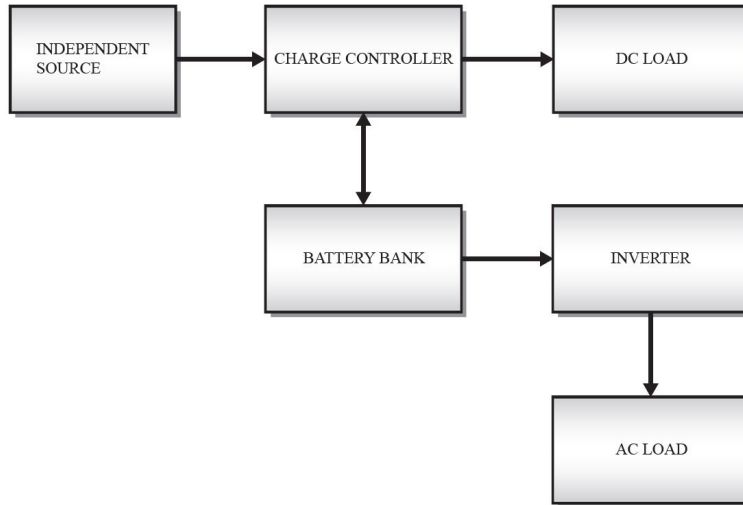 INDEPENDENT
SOURCE
CHARGE CONTROLLER
DC LOAD
BATTERY BANK
INVERTER
AC LOAD